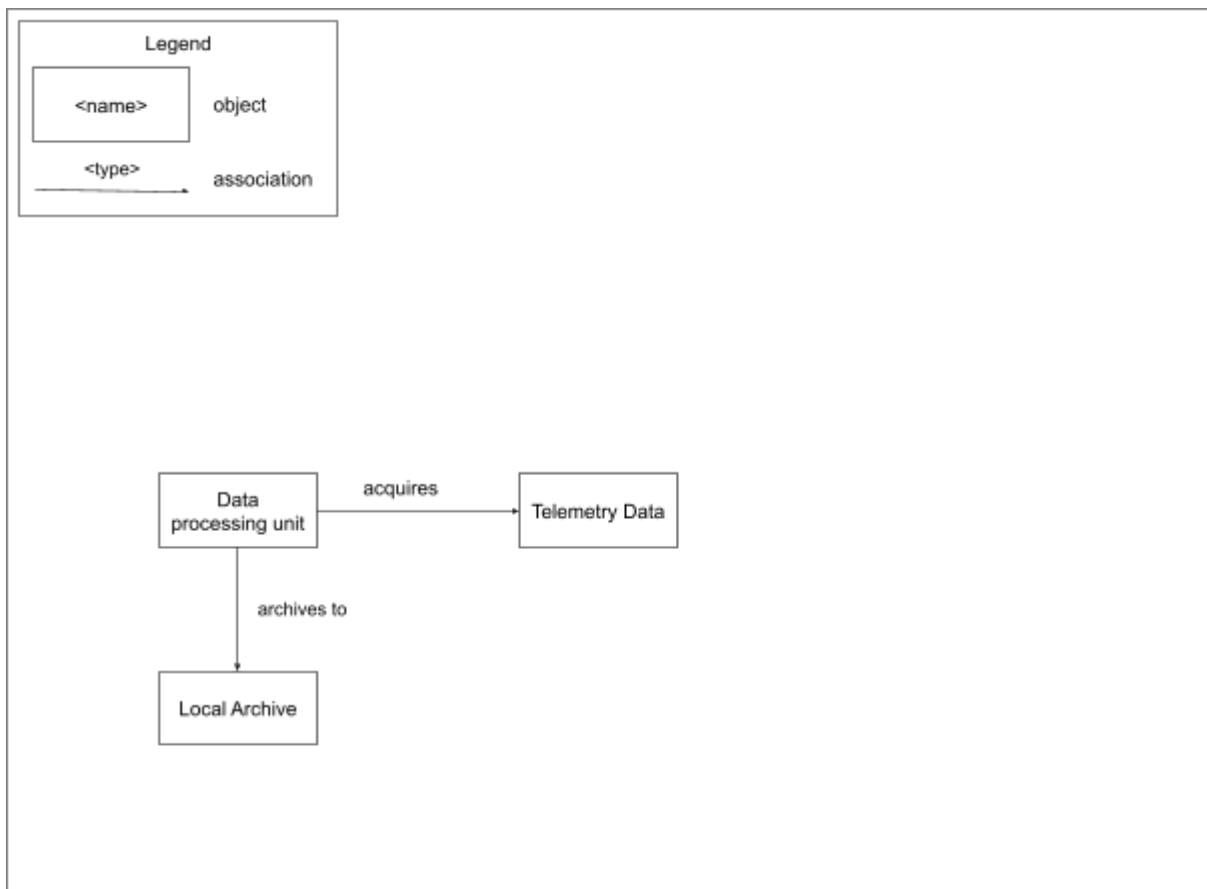 Legend
<name>
object
<type>
association
Data
processing unit
acquires
Telemetry Data
archives to
Local Archive